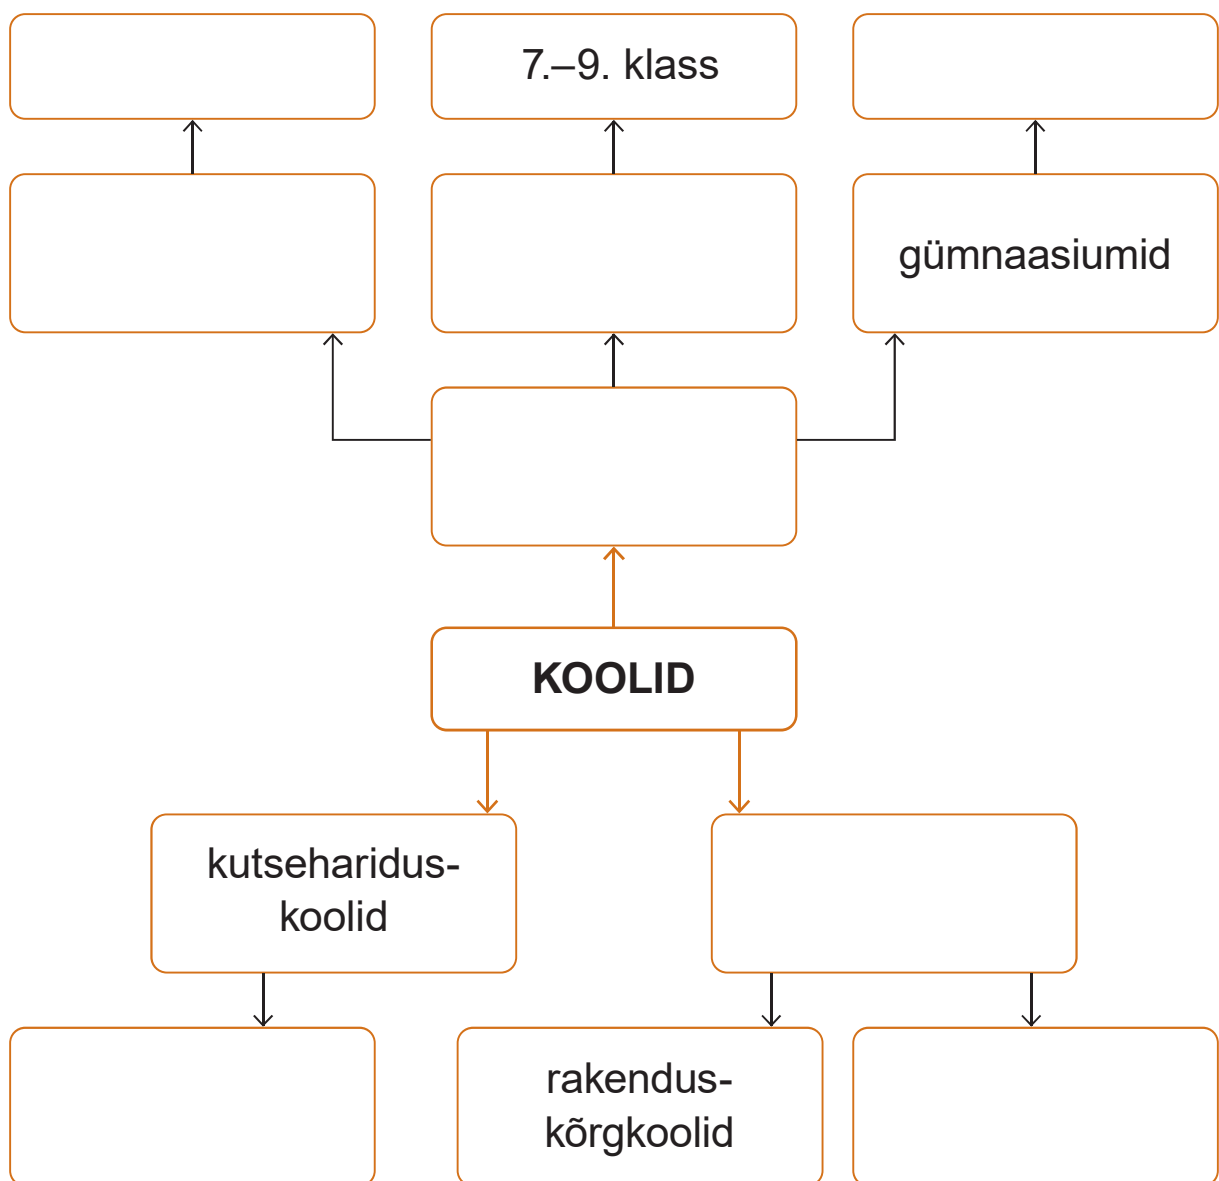 7.–9. klass
gümnaasiumid
KOOLID
kutseharidus-
koolid
rakendus-
kõrgkoolid